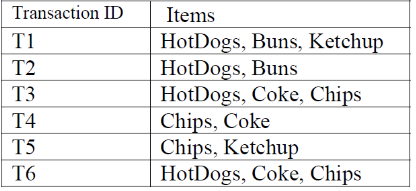 Transaction ID Items
T1 HotDogs, Buns, Ketchup
T2 HotDogs, Buns
T3 HotDogs, Coke, Chips
T4 Chips, Coke
T5 Chips, Ketchup
T6 HotDogs, Coke, Chips